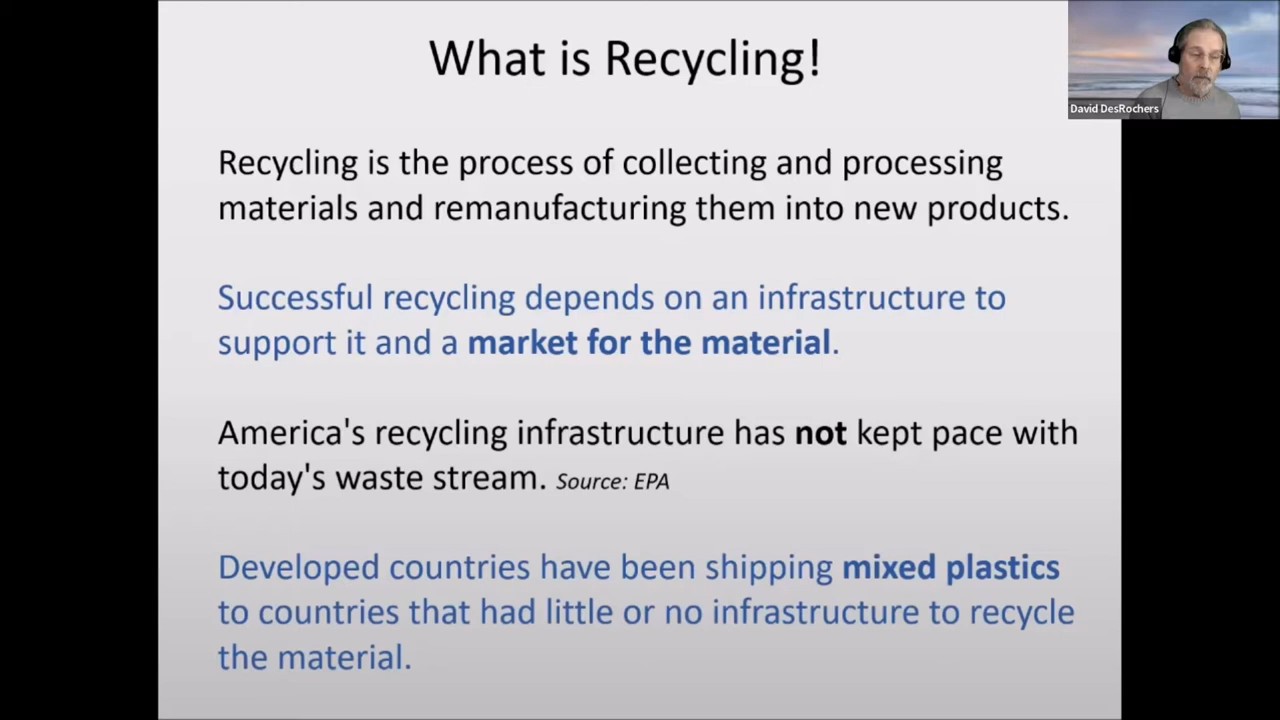 What is Recycling!
David DesRochers
Recycling is the process of collecting and processing
materials and remanufacturing them into new products.
Successful recycling depends on an infrastructure to
support it and a market for the material.
America's recycling infrastructure has not kept pace with
today's waste stream. Source: EPA
Developed countries have been shipping mixed plastics
to countries that had little or no infrastructure to recycle
the material.